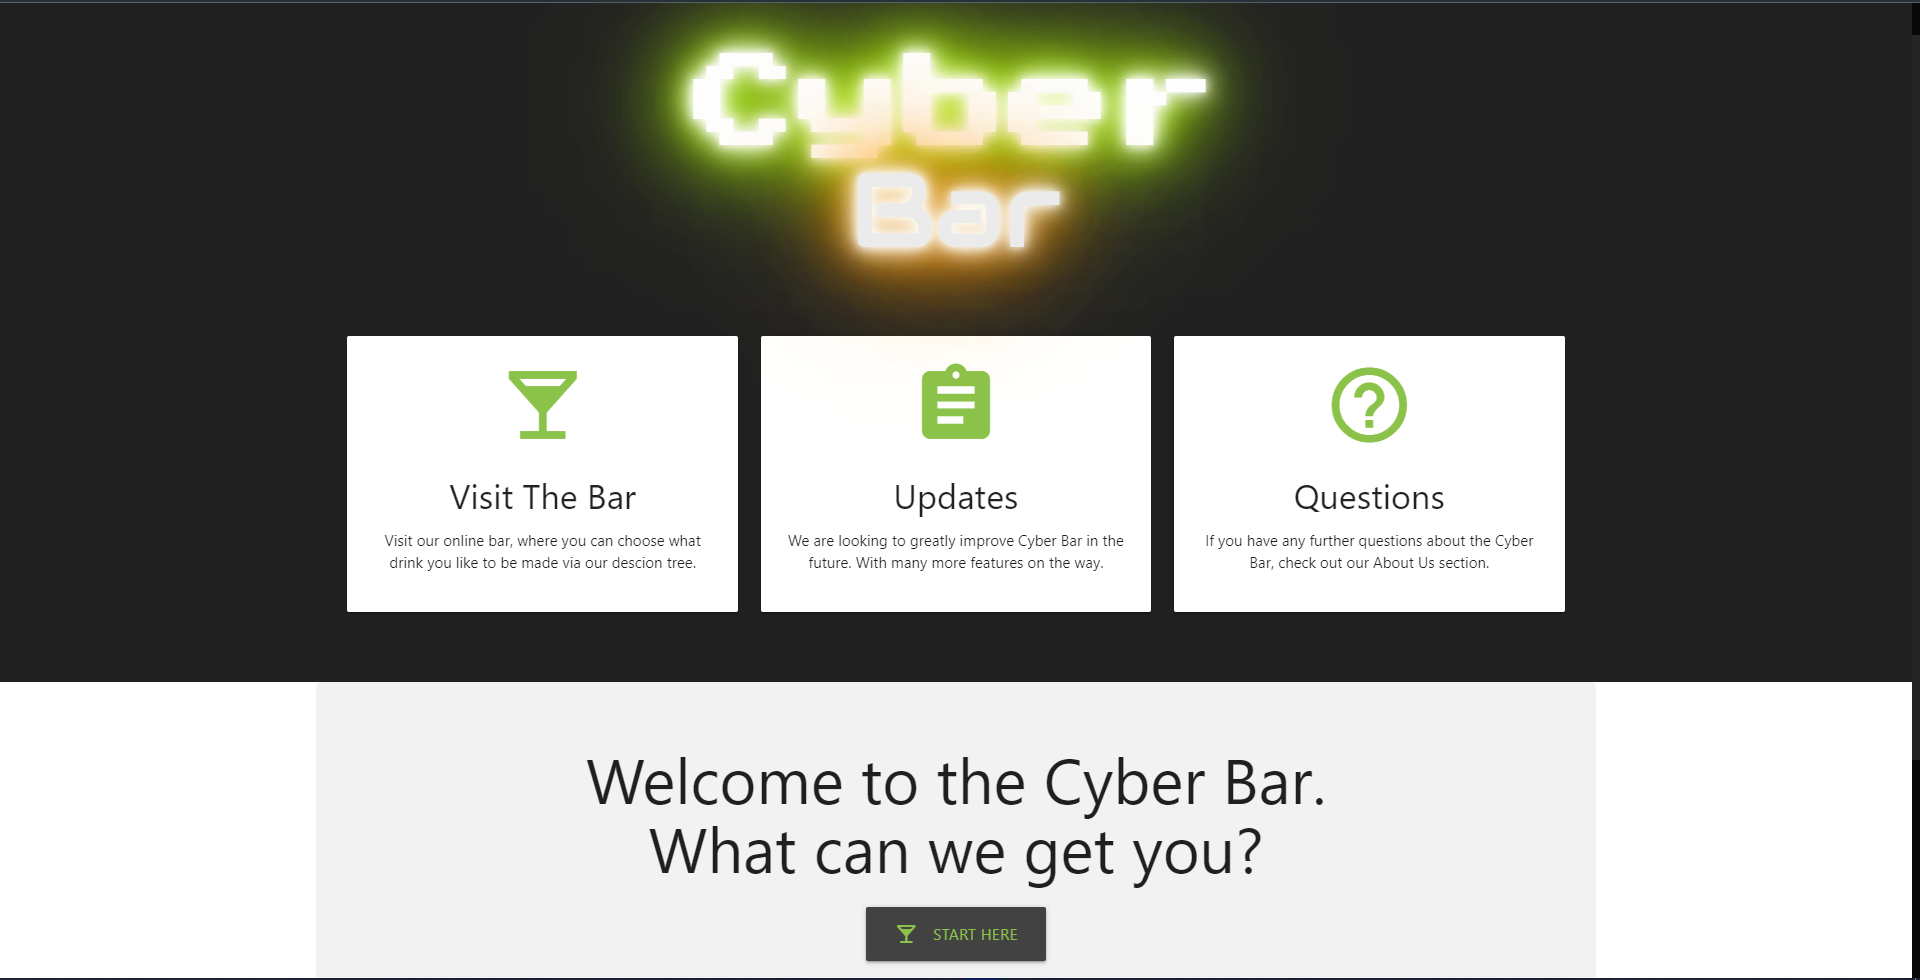 Cyber
Bar
Visit The Bar
Visit our online bar, where you can choose what
drink you like to be made via our descion tree.
Updates
We are looking to greatly improve Cyber Bar in the
future. With many more features on the way.
Questions
If you have any further questions about the Cyber
Bar, check out our About Us section.
Welcome to the Cyber Bar.
What can we get you?
START HERE